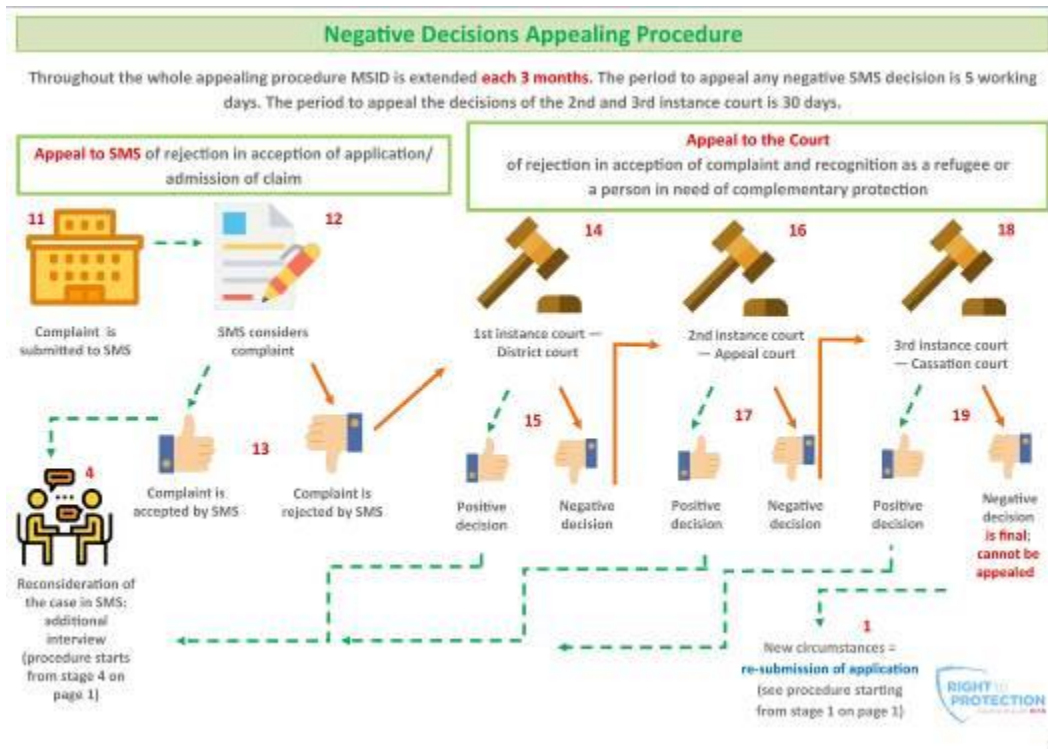 Negative Decisions Appealing Procedure
Throughout the whole appealing procedure MSID is extended each 3 months. The period to appeal any negative SMS decision is 5 working
days. The period to appeal the decisions of the 2nd and 3rd instance court is 30 days.
Appeal to SMS of rejection in acception of application/
admission of claim
Appeal to the Court
of rejection in acception of complaint and recognition as a refugee or
a person in need of complementary protection
11
12
14
16
18
Complaint is
submitted to SMS
SMS considers
complaint
1st instance court —
District court
2nd instance court
— Appeal court
3rd instance court
— Cassation court
13
15
17
19
4
Complaint is
accepted by SMS
Complaint is
rejected by SMS
Positive
decision
Negative
decision
Positive
decision
Negative
decision
Positive
decision
Negative
decision
is final;
cannot be
appealed
Reconsideration of
the case in SMS:
additional
interview
(procedure starts
from stage 4 on
page 1)
1
New circumstances =
re-submission of application
(see procedure starting
from stage 1 on page 1)
RIGHT to
PROTECTION